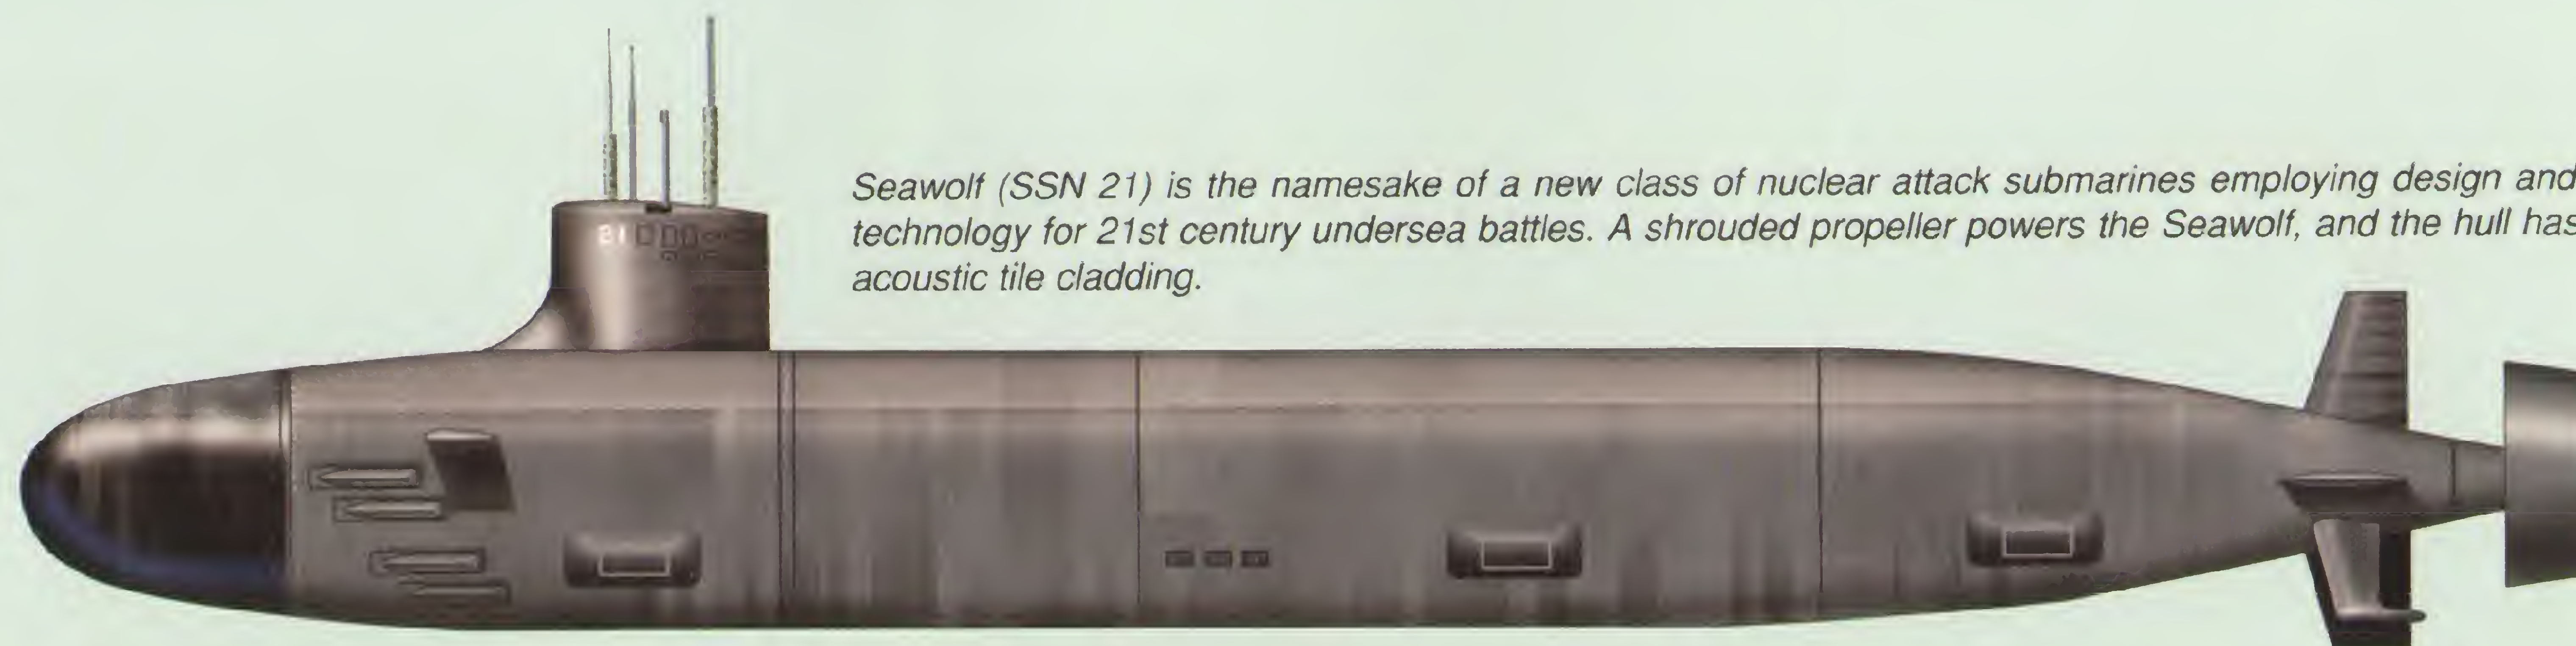 21
Seawolf (SSN 21) is the namesake of a new class of nuclear attack submarines employing design and
technology for 21st century undersea battles. A shrouded propeller powers the Seawolf, and the hull has
acoustic tile cladding.